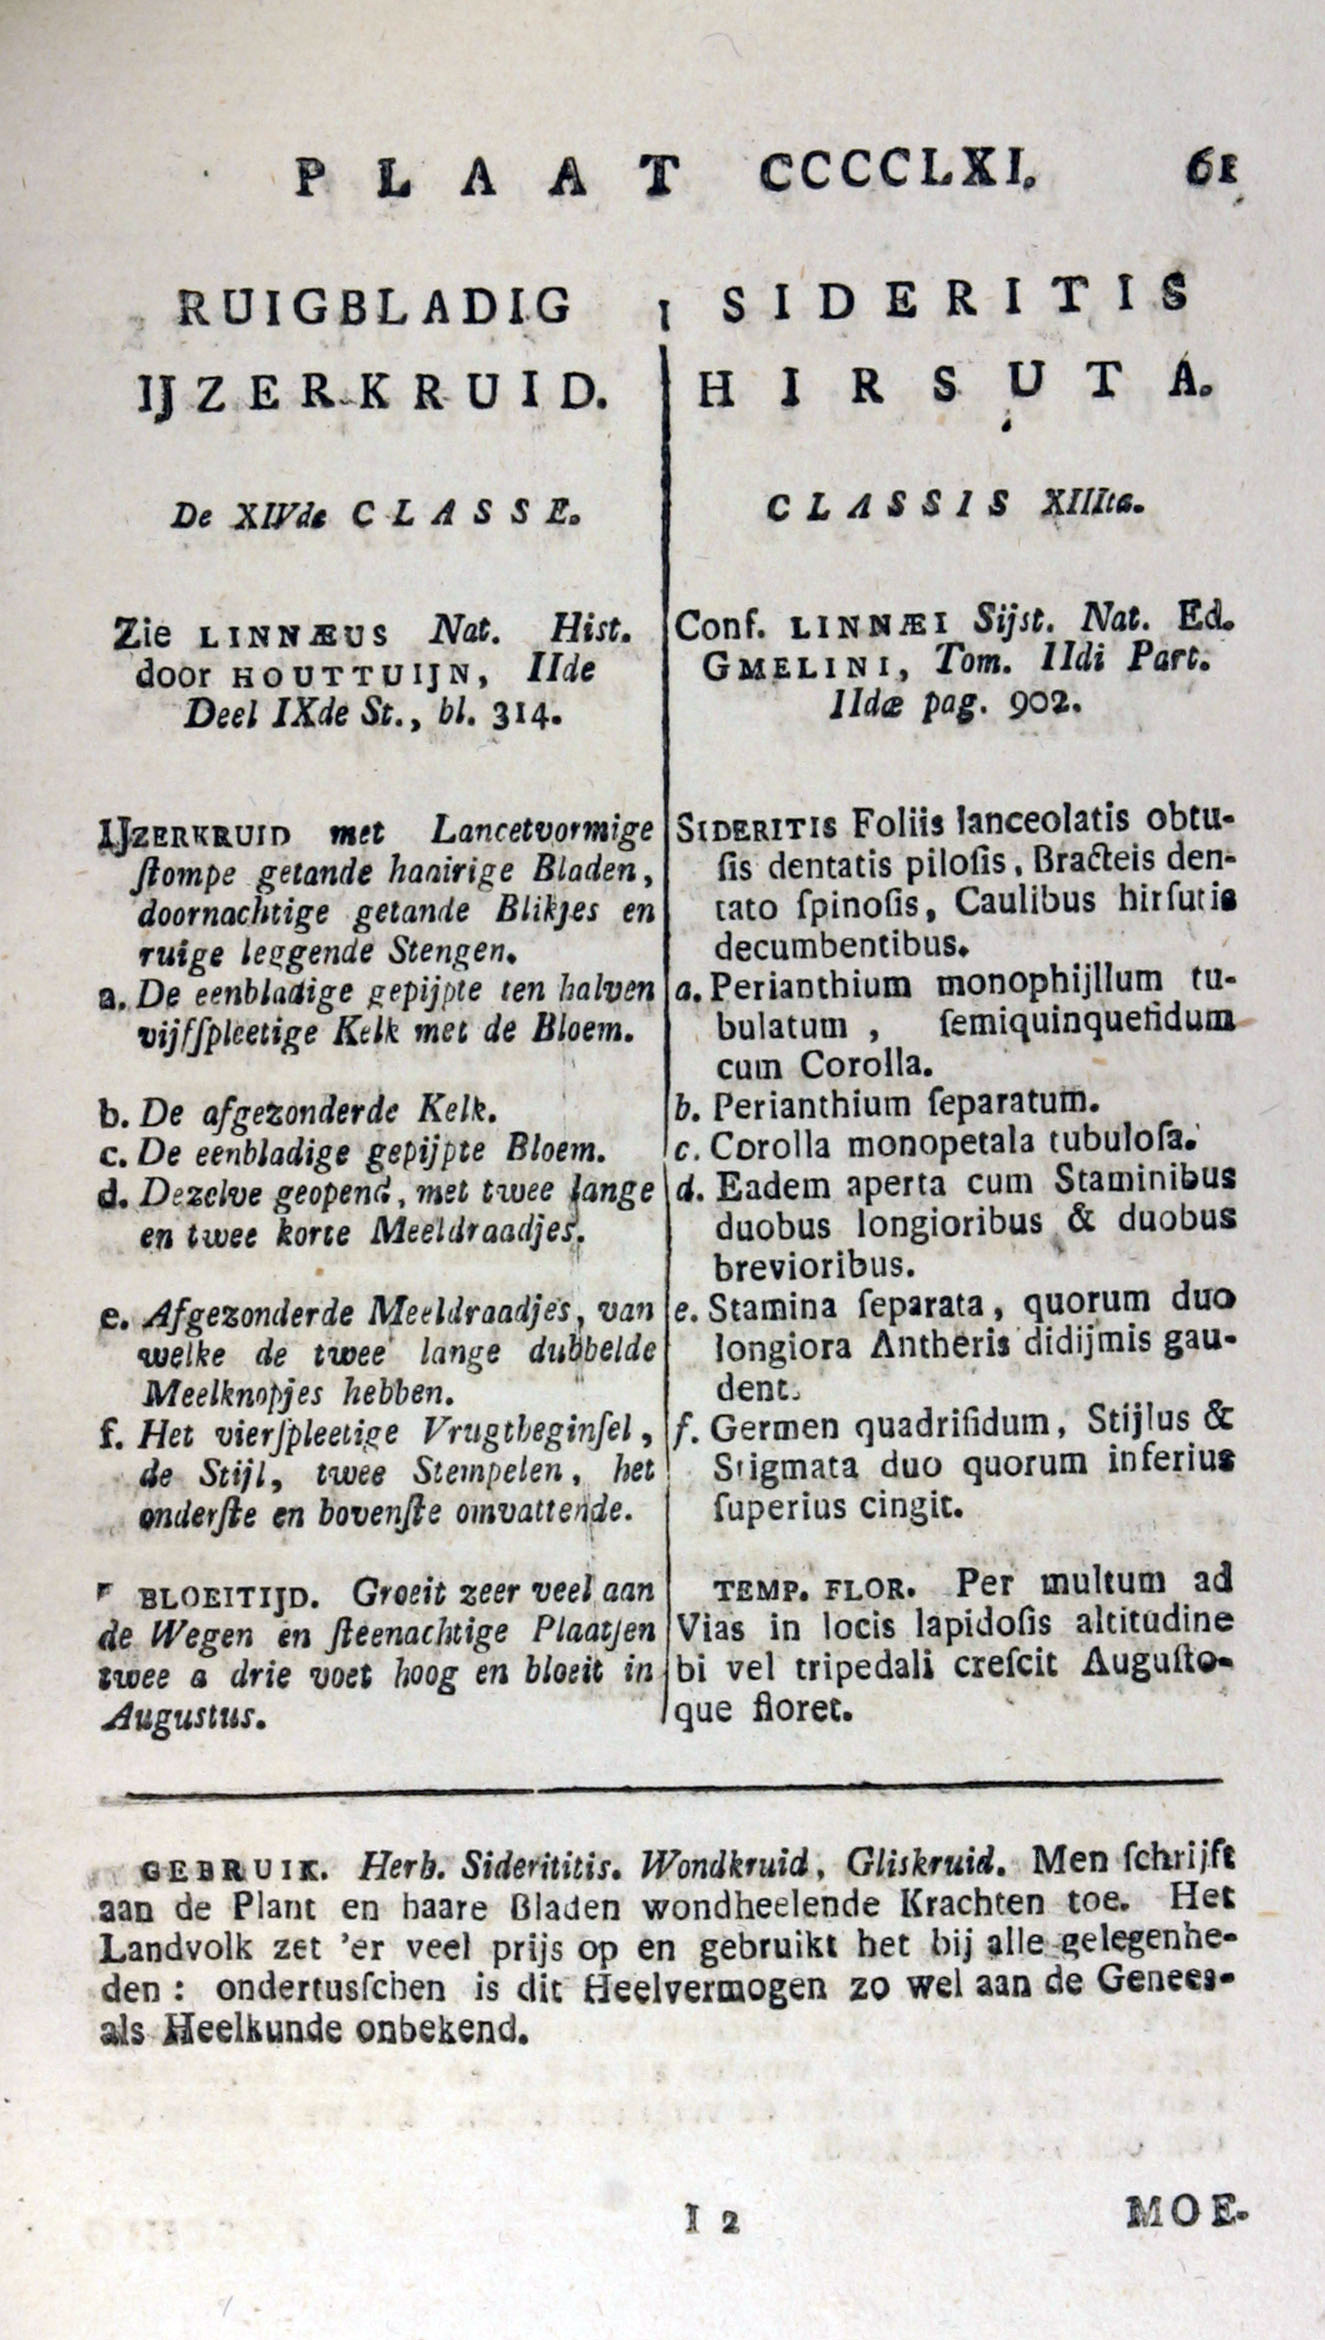 PLAAT CCCCLXI. 61
RUIGBLADIG
IJZERKRUID.
De XIVde CLASSE.
Zie LINNÆUS Nat. Hist.
door HOUTTUIJN, IIde
Deel IXde St., bl. 314.
IJZERKRUID met Lancetvormige
ſtompe getande haairige Bladen,
doornachtige getande Blikjes en
ruige leggende Stengen.
a. De eenbladige gepijpte ten halven
vijfſpleetige Kelk met de Bloem.
b. De afgezonderde Kelk.
c. De eenbladige gepijpte Bloem.
d. Dezelve geopend, met twee lange
en twee korte Meeldraadjes.
e. Afgezonderde Meeldraadjes, van
welke de twee lange dubbelde
Meelknopjes hebben.
f. Het vierſpleetige Vrugtbeginſel,
de Stijl, twee Stempelen, het
onderſte en bovenſte omvattende.
BLOEITIJD. Groeit zeer veel aan
de Wegen en ſteenachtige Plaatſen
twee a drie voet hoog en bloeit in
Augustus.
SIDERITIS
HIRSUTA.
CLASSIS XIIIta.
Conf. LINNÆI Sijst. Nat. Ed.
GMELINI, Tom. IIdi Part.
IIdæ pag. 902.
SIDERITIS Foliis lanceolatis obtu-
ſis dentatis piloſis, Bracteis den-
tato ſpinoſis, Caulibus hirſutis
decumbentibus.
a. Perianthium monophijllum tu-
bulatum, ſemiquinquefidum
cum Corolla.
b. Perianthium ſeparatum.
c. Corolla monopetala tubuloſa.
d. Eadem aperta cum Staminibus
duobus longioribus & duobus
brevioribus.
e. Stamina ſeparata, quorum duo
longiora Antheris didijmis gau-
dent.
f. Germen quadrifidum, Stijlus &
Stigmata duo quorum inferius
ſuperius cingit.
TEMP. FLOR. Per multum ad
Vias in locis lapidoſis altitudine
bi vel tripedali creſcit Auguſto-
que floret.
GEBRUIK. Herb. Siderititis. Wondkruid, Gliskruid. Men ſchrijft
aan de Plant en haare Bladen wondheelende Krachten toe. Het
Landvolk zet 'er veel prijs op en gebruikt het bij alle gelegenhe-
den: ondertusſchen is dit Heelvermogen zo wel aan de Genees-
als Heelkunde onbekend.
I 2 MOE-